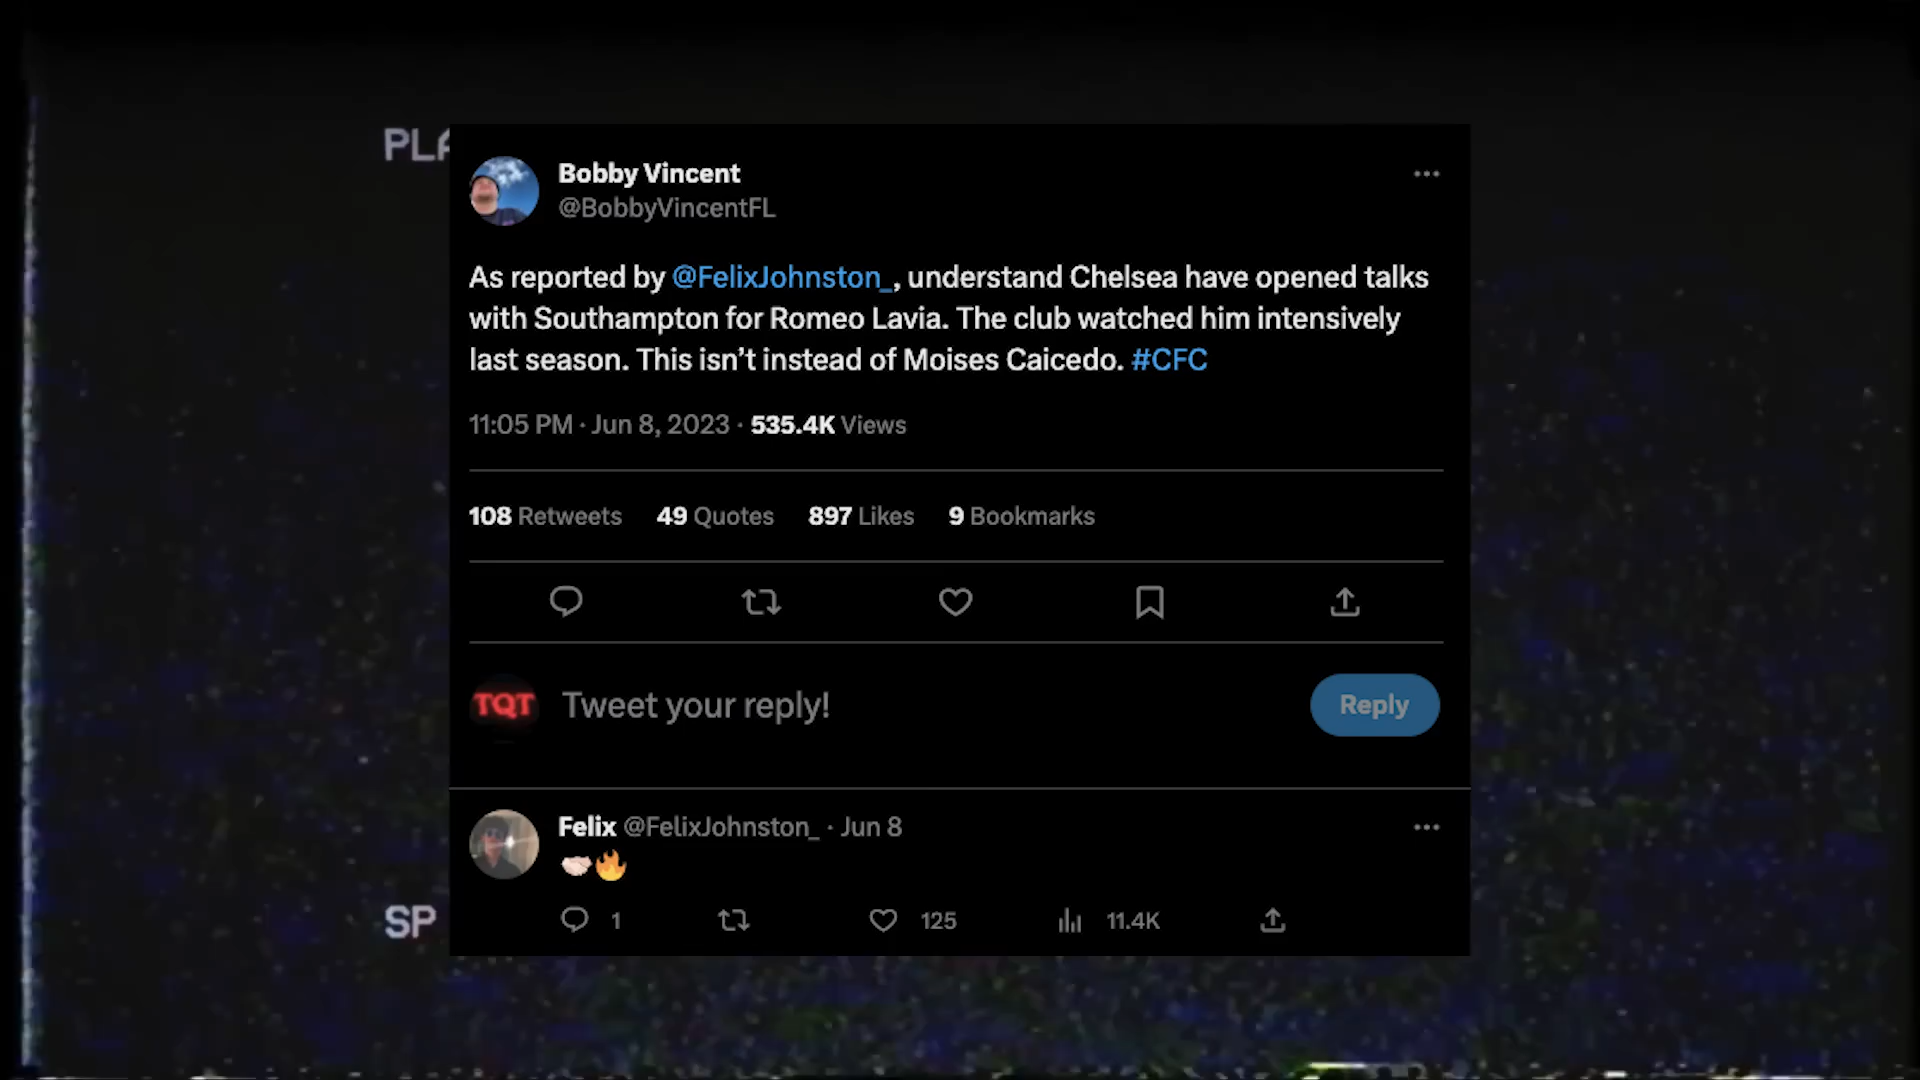 PLA
Bobby Vincent
@BobbyVincentFL
As reported by @FelixJohnston_, understand Chelsea have opened talks
with Southampton for Romeo Lavia. The club watched him intensively
last season. This isn't instead of Moises Caicedo. #CFC
11:05 PM · Jun 8, 2023 · 535.4K Views
108 Retweets 49 Quotes 897 Likes 9 Bookmarks
TQT Tweet your reply! Reply
Felix @FelixJohnston_ · Jun 8
🤝🏻🔥
1 125 11.4K
SP